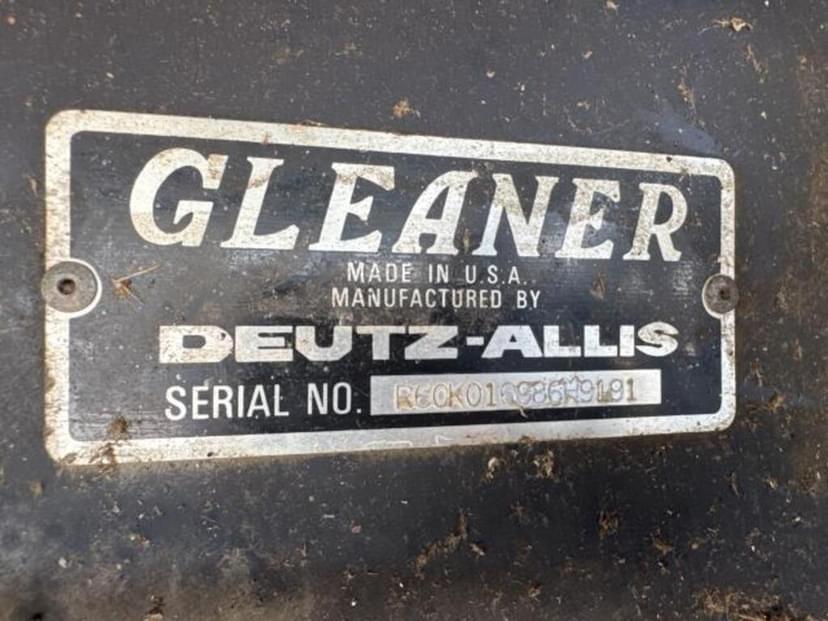 GLEANER
MADE IN U.S.A.
MANUFACTURED BY
DEUTZ-ALLIS
SERIAL NO.